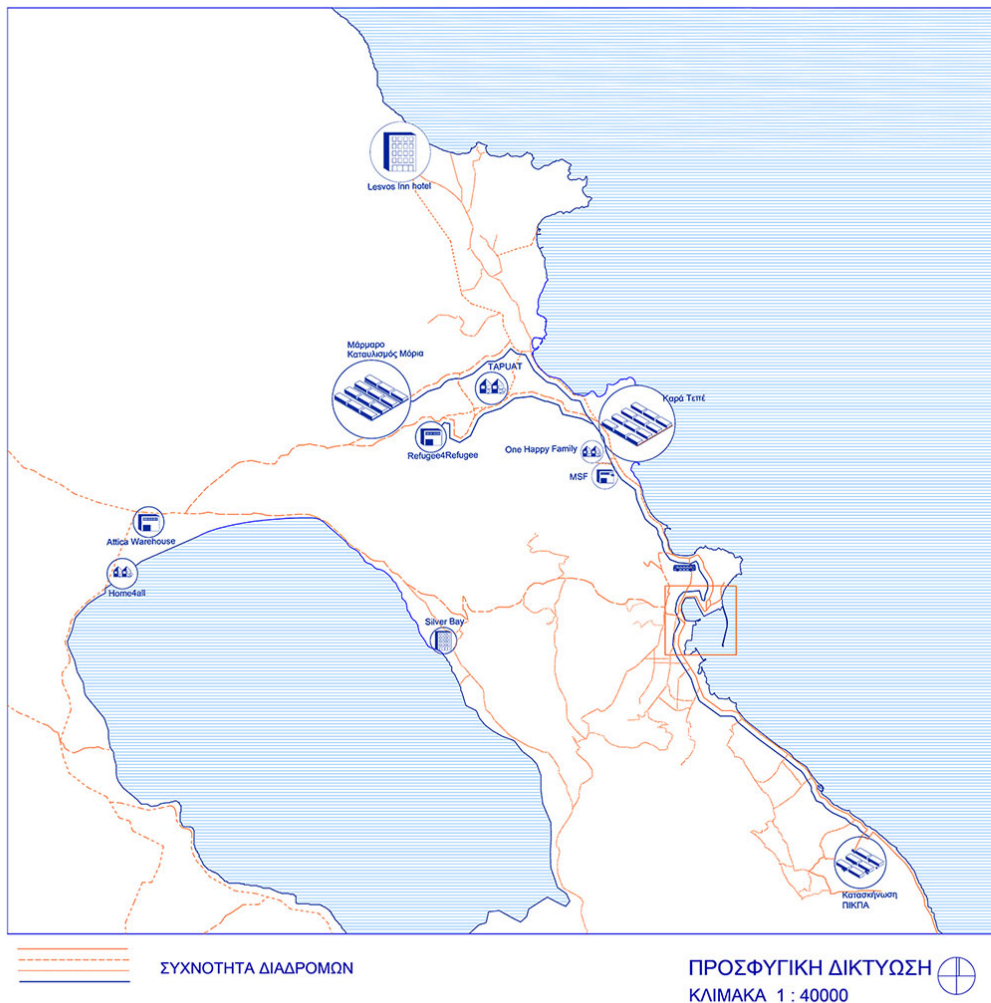 Lesvos Inn hotel
Μάρμαρο
Καταυλισμός Μόρια
TAPUAT
Καρά Τεπέ
Refugee4Refugee
One Happy Family
MSF
Attica Warehouse
Home4all
Silver Bay
Κατασκήνωση
ΠΙΚΠΑ
ΣΥΧΝΟΤΗΤΑ ΔΙΑΔΡΟΜΩΝ
ΠΡΟΣΦΥΓΙΚΗ ΔΙΚΤΥΩΣΗ
ΚΛΙΜΑΚΑ 1 : 40000